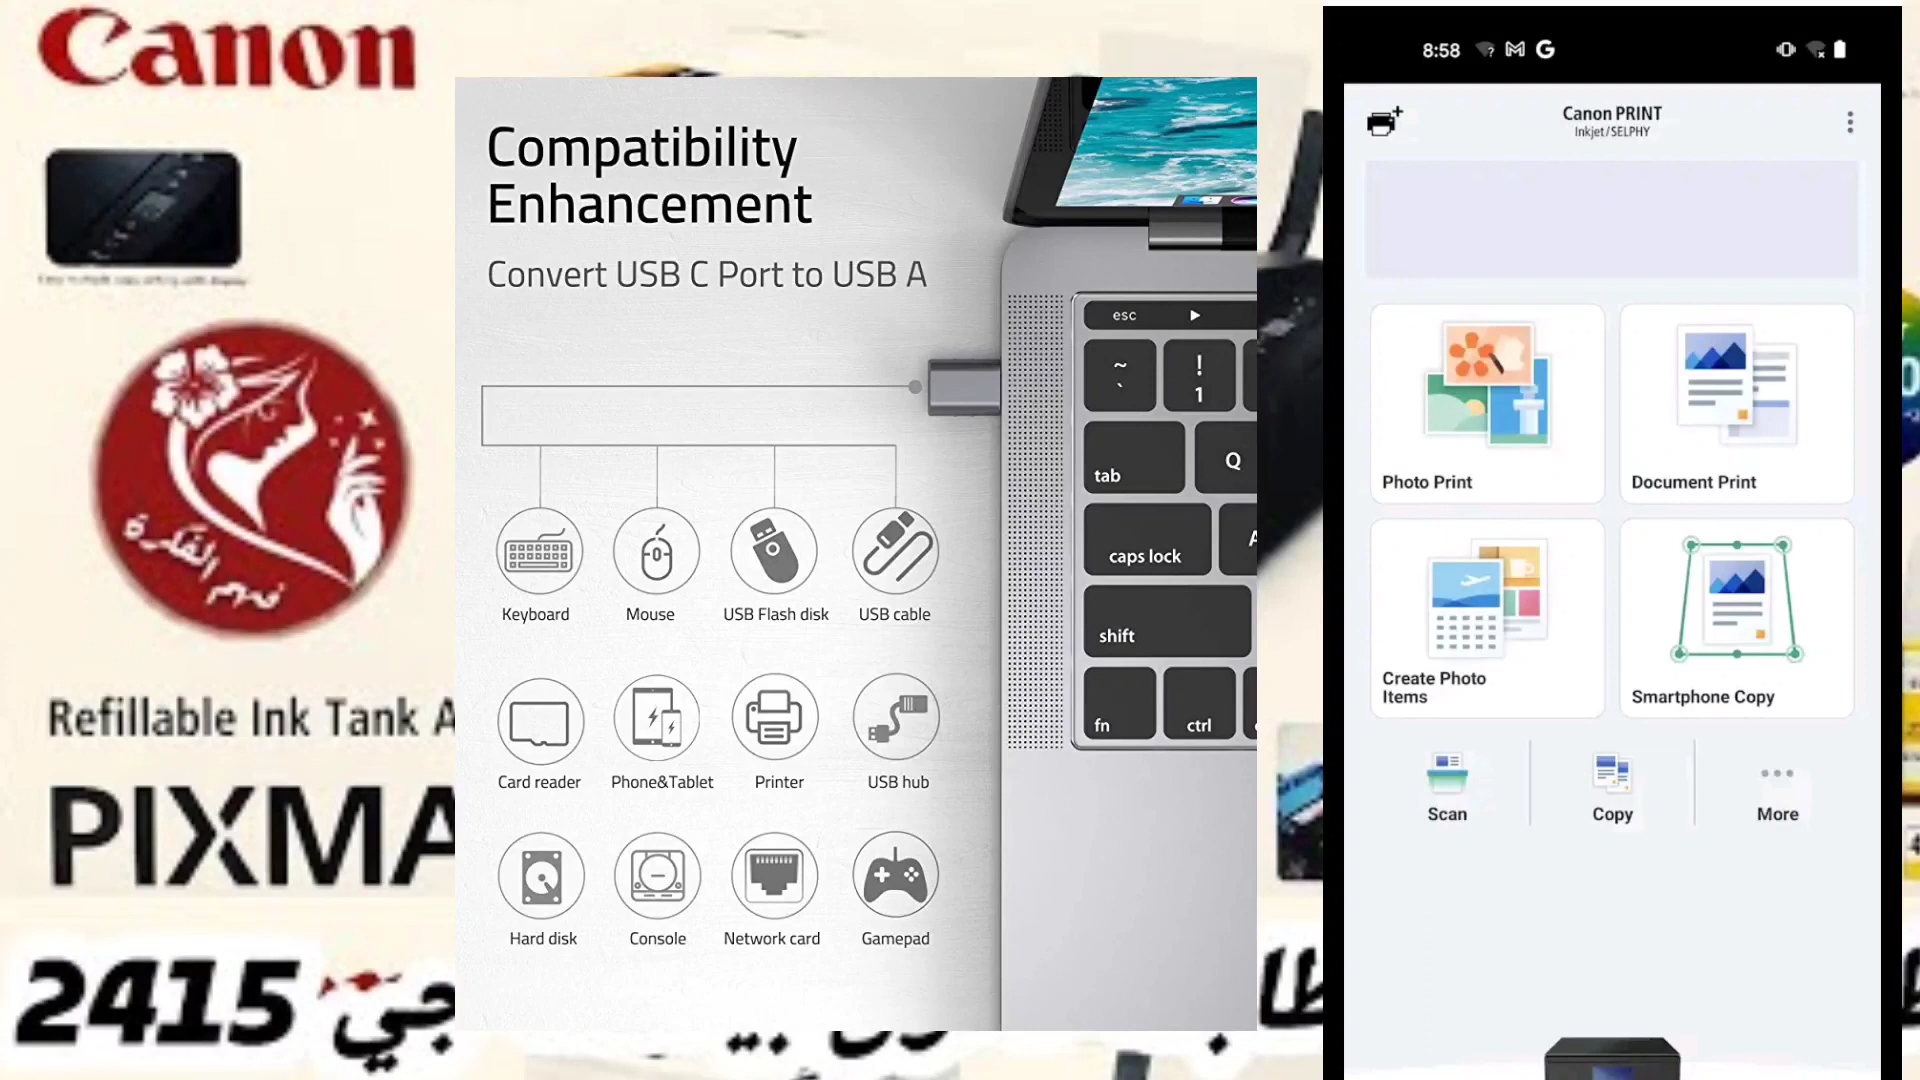 Canon
فهم الفكرة
Refillable Ink Tank A
PIXMA
2415
جي
Compatibility
Enhancement
Convert USB C Port to USB A
esc
~
`
!
1
tab
Q
caps lock
A
shift
fn
ctrl
Keyboard
Mouse
USB Flash disk
USB cable
Card reader
Phone&Tablet
Printer
USB hub
Hard disk
Console
Network card
Gamepad
8:58
Canon PRINT
Inkjet/SELPHY
Photo Print
Document Print
Create Photo
Items
Smartphone Copy
Scan
Copy
More